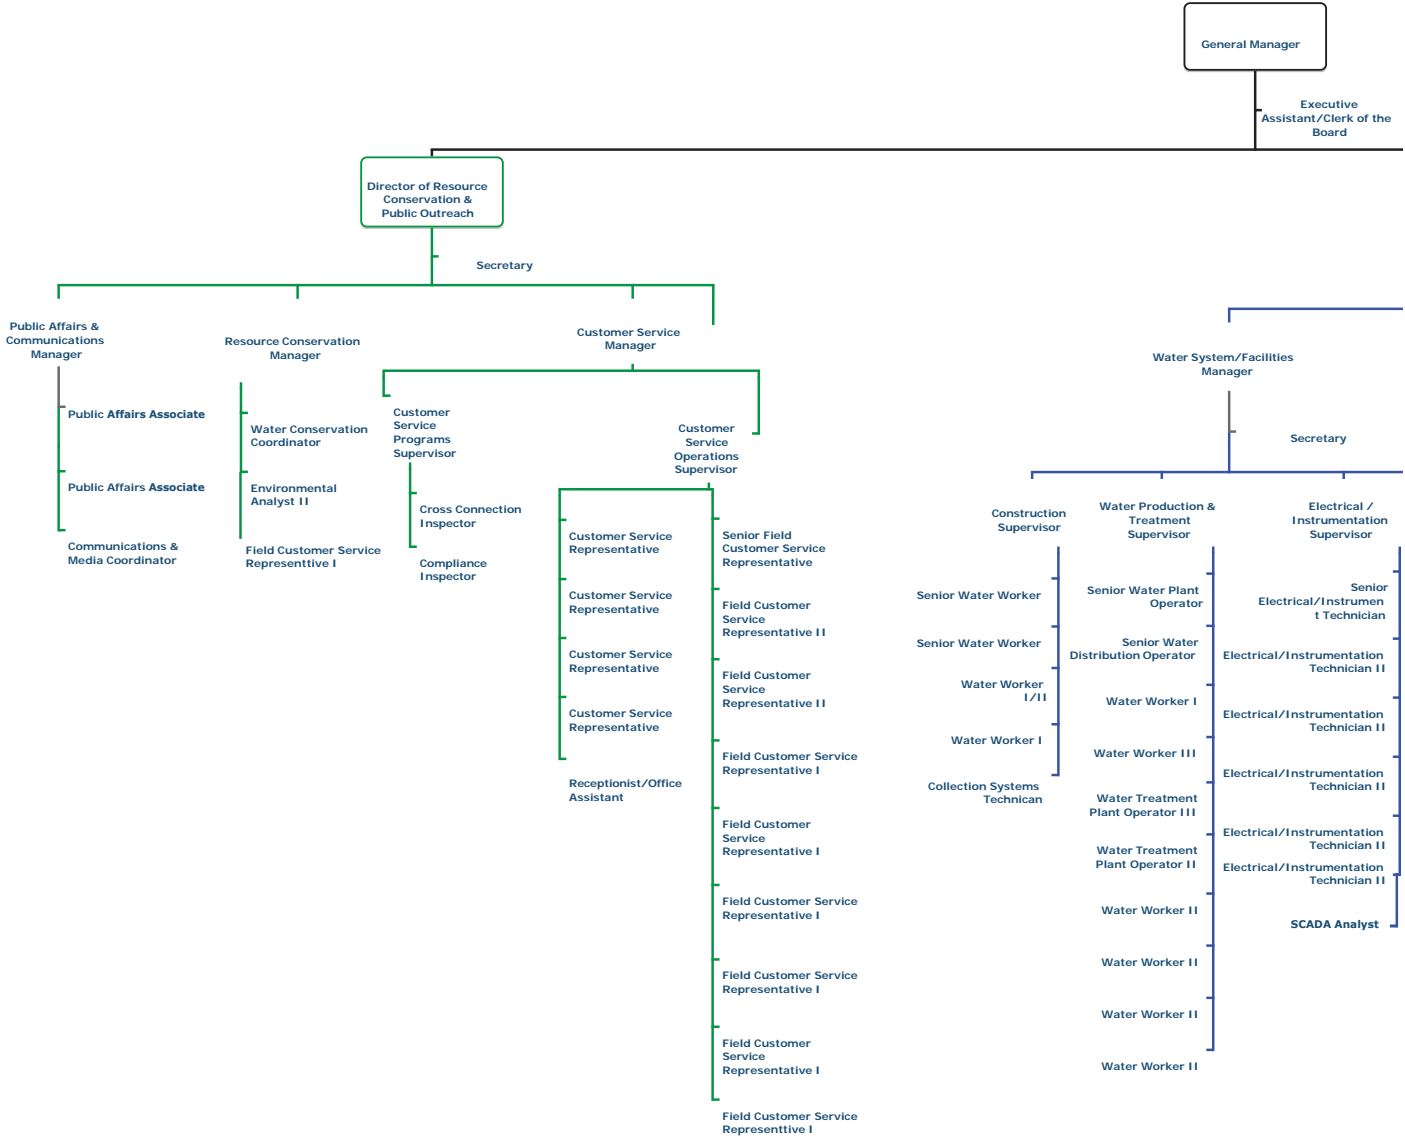 General Manager
Executive
Assistant/Clerk of the
Board
Director of Resource
Conservation &
Public Outreach
Secretary
Public Affairs &
Communications
Manager
Public Affairs Associate
Public Affairs Associate
Communications &
Media Coordinator
Resource Conservation
Manager
Water Conservation
Coordinator
Environmental
Analyst II
Field Customer Service
Representtive I
Customer Service
Manager
Customer
Service
Programs
Supervisor
Cross Connection
Inspector
Compliance
Inspector
Customer
Service
Operations
Supervisor
Customer Service
Representative
Customer Service
Representative
Customer Service
Representative
Customer Service
Representative
Receptionist/Office
Assistant
Senior Field
Customer Service
Representative
Field Customer
Service
Representative II
Field Customer
Service
Representative II
Field Customer Service
Representative I
Field Customer
Service
Representative I
Field Customer Service
Representative I
Field Customer Service
Representative I
Field Customer
Service
Representative I
Field Customer Service
Representtive I
Water System/Facilities
Manager
Secretary
Construction
Supervisor
Senior Water Worker
Senior Water Worker
Water Worker
I/II
Water Worker I
Collection Systems
Technican
Water Production &
Treatment
Supervisor
Senior Water Plant
Operator
Senior Water
Distribution Operator
Water Worker I
Water Worker III
Water Treatment
Plant Operator III
Water Treatment
Plant Operator II
Water Worker II
Water Worker II
Water Worker II
Water Worker II
Electrical /
Instrumentation
Supervisor
Senior
Electrical/Instrumen
t Technician
Electrical/Instrumentation
Technician II
Electrical/Instrumentation
Technician II
Electrical/Instrumentation
Technician II
Electrical/Instrumentation
Technician II
Electrical/Instrumentation
Technician II
SCADA Analyst